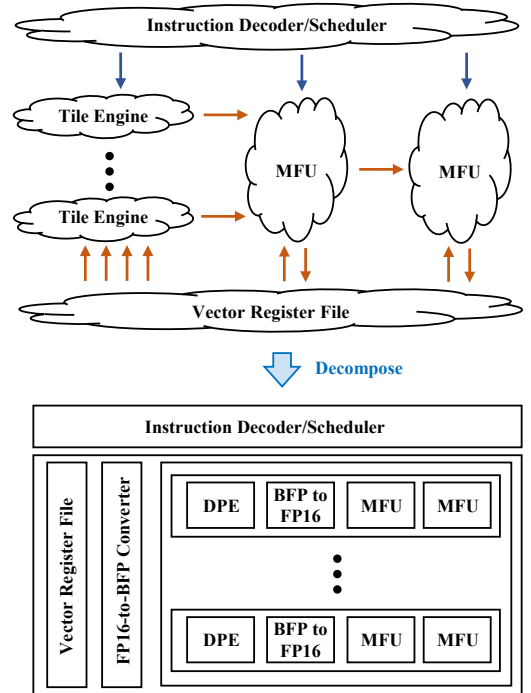 Instruction Decoder/Scheduler
Tile Engine
MFU
MFU
Tile Engine
Vector Register File
Decompose
Instruction Decoder/Scheduler
Vector Register File
FP16-to-BFP Converter
DPE
BFP to
FP16
MFU
MFU
DPE
BFP to
FP16
MFU
MFU